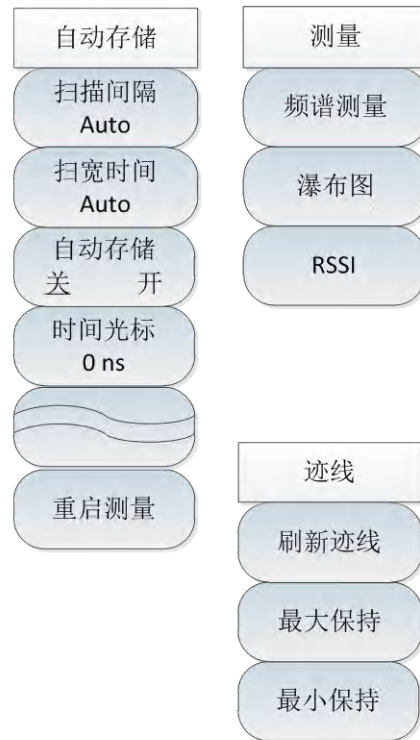 自动存储
扫描间隔
Auto
扫宽时间
Auto
自动存储
关 开
时间光标
0 ns
重启测量
测量
频谱测量
瀑布图
RSSI
迹线
刷新迹线
最大保持
最小保持